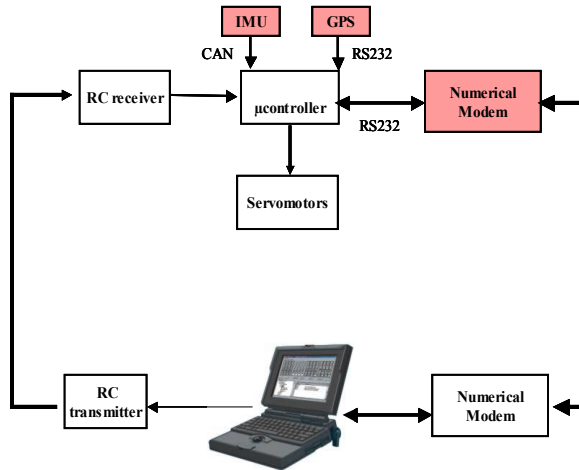 IMU
GPS
CAN
RS232
RC receiver
µcontroller
RS232
Numerical
Modem
Servomotors
RC
transmitter
Numerical
Modem